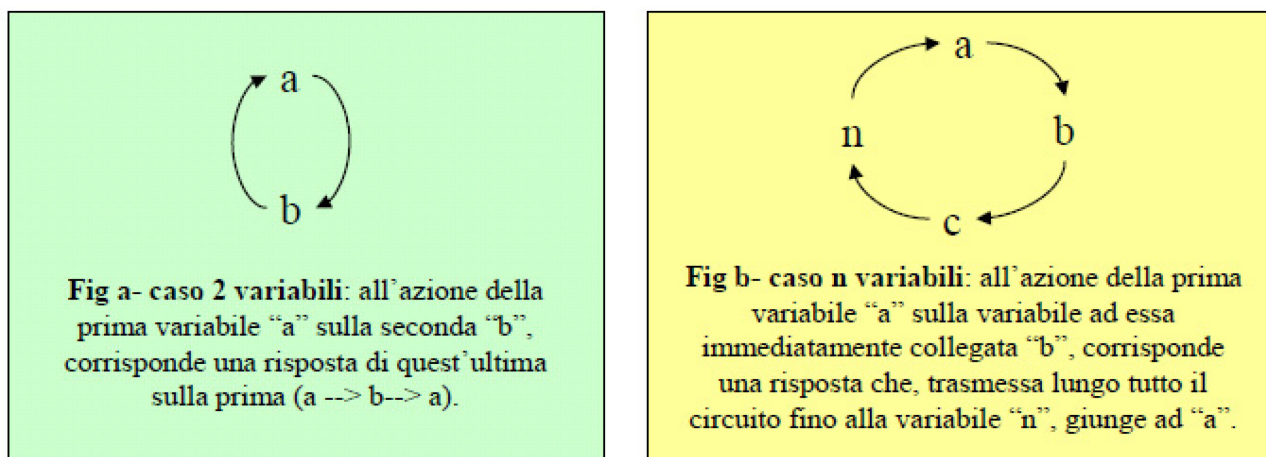 a
b
Fig a- caso 2 variabili: all’azione della
prima variabile “a” sulla seconda “b”,
corrisponde una risposta di quest’ultima
sulla prima (a --> b--> a).
a
n
b
c
Fig b- caso n variabili: all’azione della prima
variabile “a” sulla variabile ad essa
immediatamente collegata “b”, corrisponde
una risposta che, trasmessa lungo tutto il
circuito fino alla variabile “n”, giunge ad “a”.